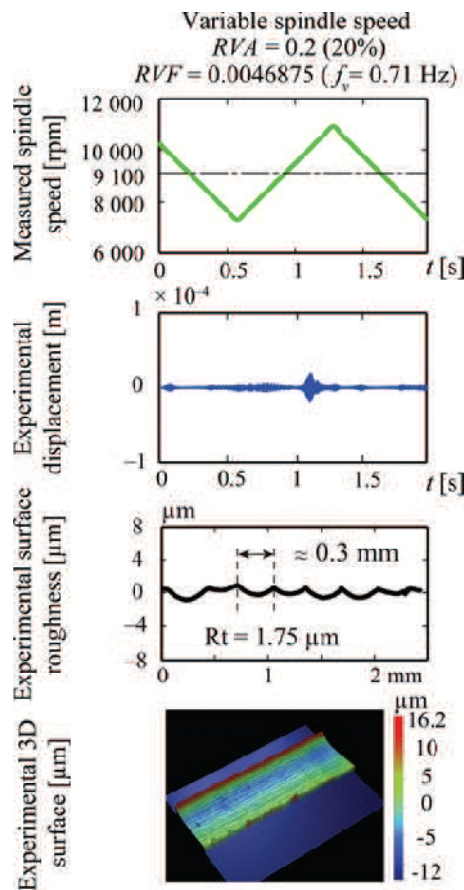 Variable spindle speed
RVA = 0.2 (20%)
RVF = 0.0046875 ( fv = 0.71 Hz)
Measured spindle
speed [rpm]
12 000
10 000
9 100
8 000
6 000
0
0.5
1
1.5
t [s]
× 10-4
Experimental
displacement [m]
1
0
−1
0
0.5
1
1.5
t [s]
Experimental surface
roughness [μm]
μm
8
4
0
−4
−8
≈ 0.3 mm
Rt = 1.75 μm
0
1
2 mm
Experimental 3D
surface [μm]
μm
16.2
10
5
0
-5
-12